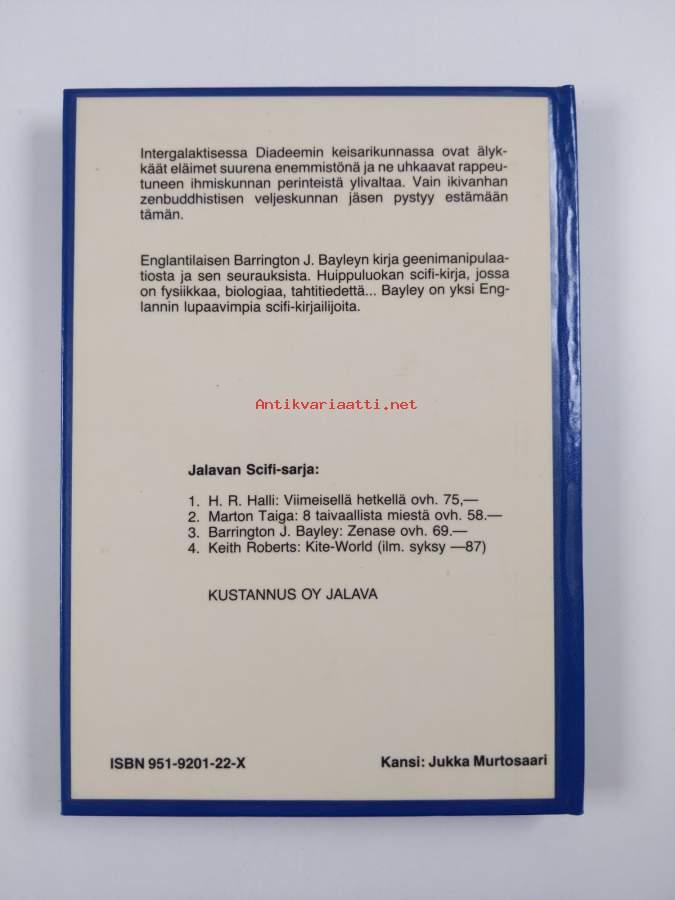 Intergalaktisessa Diadeemin keisarikunnassa ovat älyk-
käät eläimet suurena enemmistönä ja ne uhkaavat rappeu-
tuneen ihmiskunnan perinteistä ylivaltaa. Vain ikivanhan
zenbuddhistisen veljeskunnan jäsen pystyy estämään
tämän.
Englantilaisen Barrington J. Bayleyn kirja geenimanipulaa-
tiosta ja sen seurauksista. Huippuluokan scifi-kirja, jossa
on fysiikkaa, biologiaa, tahtitiedettä... Bayley on yksi Eng-
lannin lupaavimpia scifi-kirjailijoita.
Antikvariaatti.net
Jalavan Scifi-sarja:
1. H. R. Halli: Viimeisellä hetkellä ovh. 75,—
2. Marton Taiga: 8 taivaallista miestä ovh. 58.—
3. Barrington J. Bayley: Zenase ovh. 69.—
4. Keith Roberts: Kite-World (ilm. syksy —87)
KUSTANNUS OY JALAVA
ISBN 951-9201-22-X
Kansi: Jukka Murtosaari